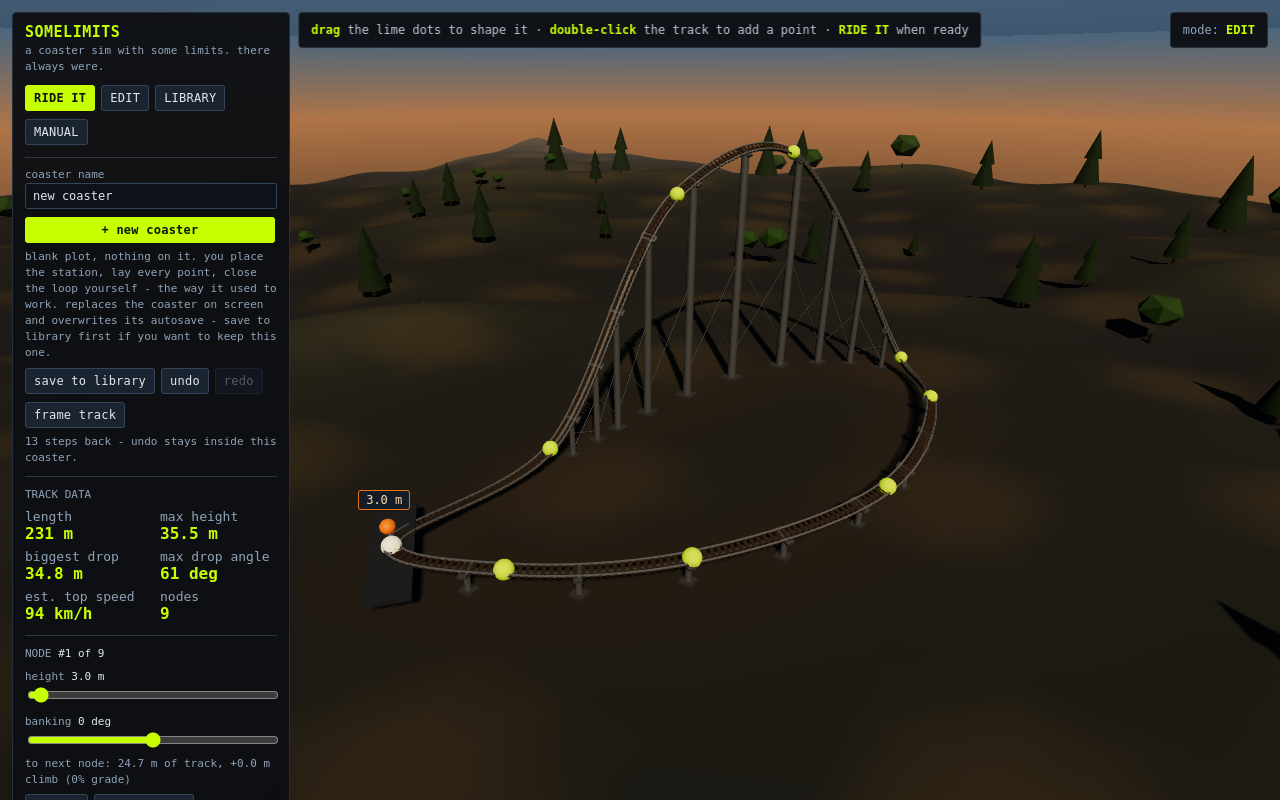 SOMELIMITS
a coaster sim with some limits. there
always were.
RIDE IT EDIT LIBRARY
MANUAL
coaster name
new coaster
+ new coaster
blank plot, nothing on it. you place
the station, lay every point, close
the loop yourself - the way it used to
work. replaces the coaster on screen
and overwrites its autosave - save to
library first if you want to keep this
one.
save to library undo redo
frame track
13 steps back - undo stays inside this
coaster.
TRACK DATA
length max height
231 m 35.5 m
biggest drop max drop angle
34.8 m 61 deg
est. top speed nodes
94 km/h 9
NODE #1 of 9
height 3.0 m
banking 0 deg
to next node: 24.7 m of track, +0.0 m
climb (0% grade)
drag the lime dots to shape it · double-click the track to add a point · RIDE IT when ready
mode: EDIT
3.0 m